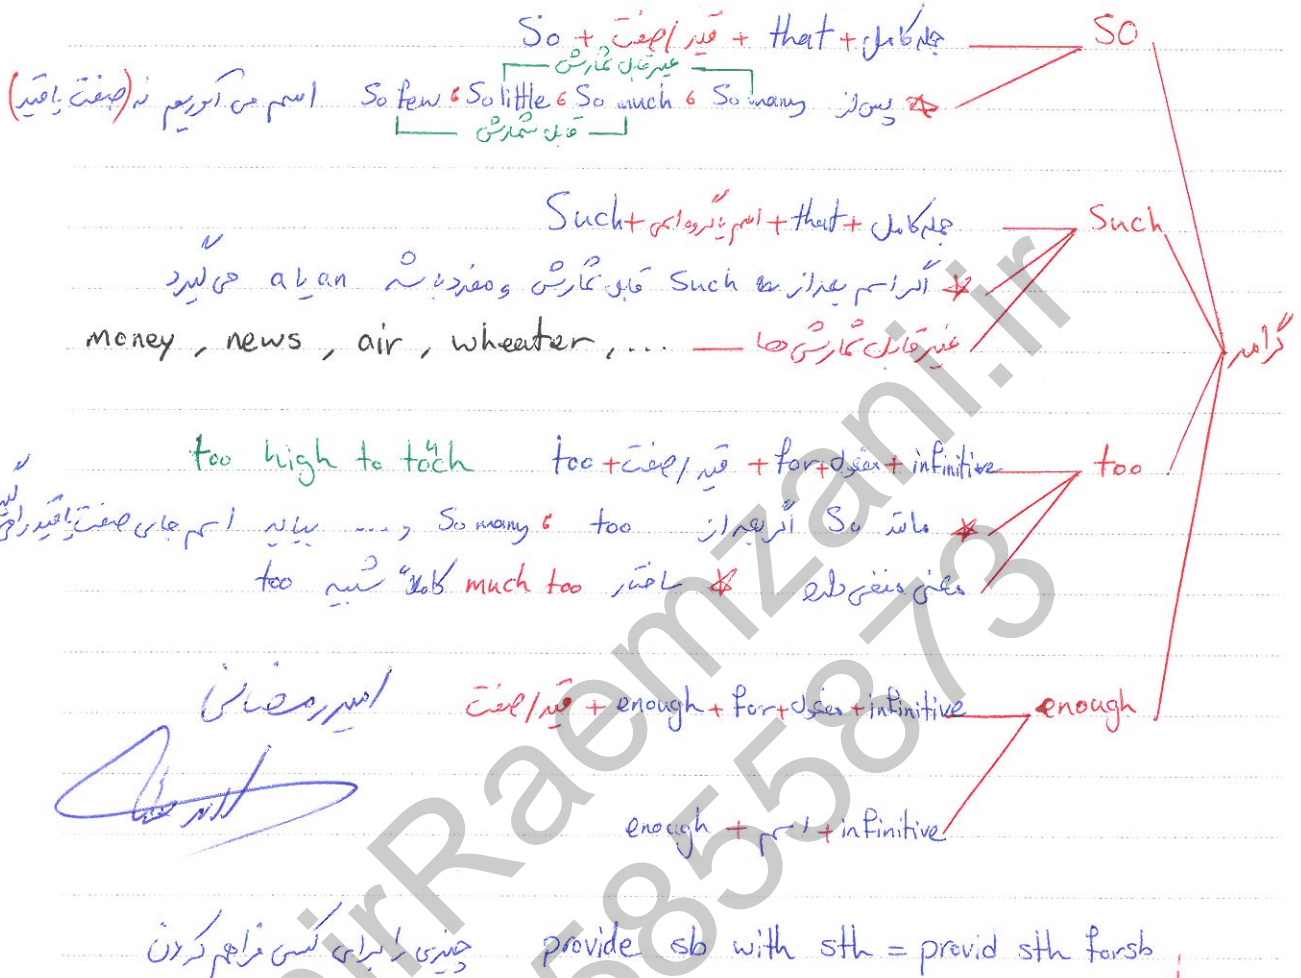 گرامر
So + قید/صفت + that + جمله کامل
SO
غیرقابل شمارش
پس از So many ، So much ، So little ، So few اسم می آوریم نه (صفت یا قید)
قابل شمارش
Such + اسم یا گروه اسمی + that + جمله کامل
Such
اگر اسم بعد از Such قابل شمارش و مفرد باشد a یا an می گیرد
غیرقابل شمارش ها — money , news , air , wheater , ...
too + قید/صفت + for + مفعول + infinitive
too high to touch
too
مانند So اگر بعد از too ، So many و .... بیاید اسم جای صفت یا قید را می گیرد
معنی منفی دارد
ساختار much too کاملاً شبیه too
قید/صفت + enough + for + مفعول + infinitive
enough
امیر رمضانی
enough + اسم + infinitive
provide sb with sth = provid sth for sb چیزی را برای کسی فراهم کردن
irRaemzani.ir
5855873